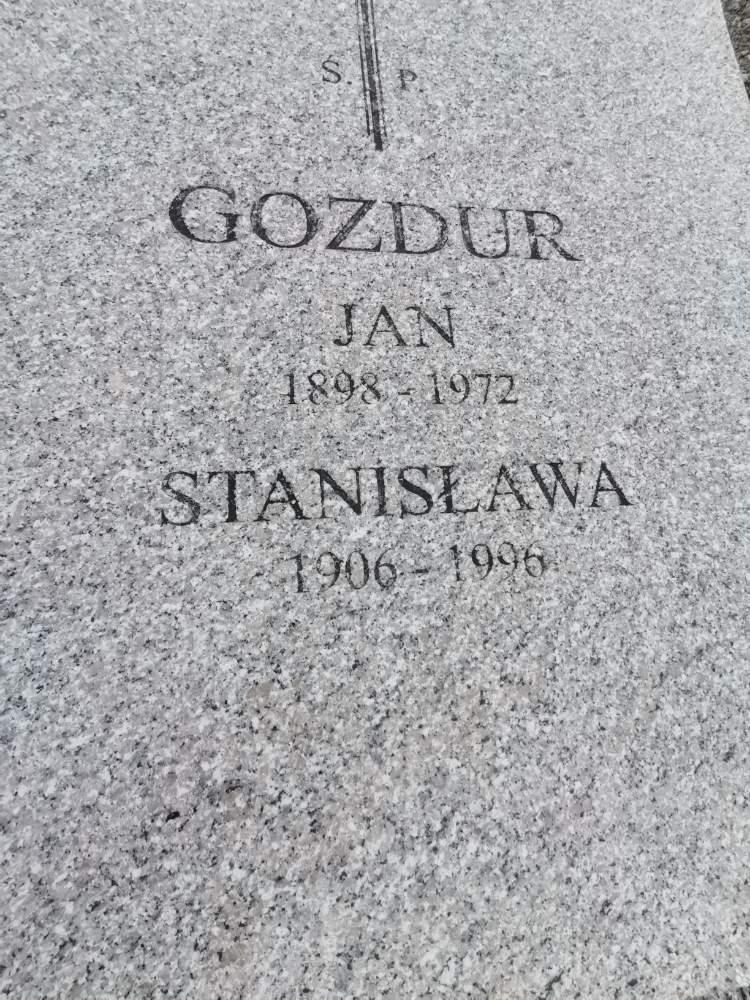 Ś. P.
GOZDUR
JAN
1898 - 1972
STANISŁAWA
1906 - 1996